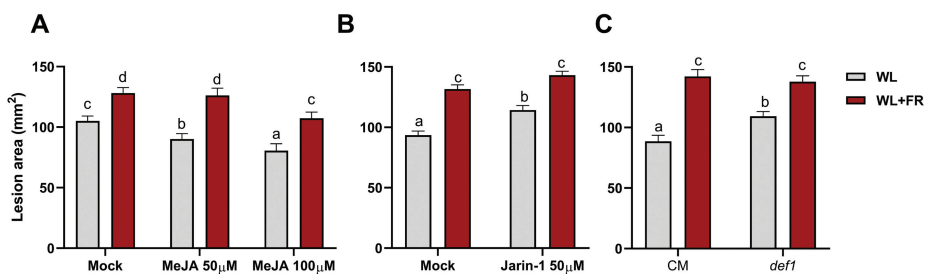 A
B
C
Lesion area (mm²)
150
100
50
0
c
d
b
d
a
c
Mock
MeJA 50μM
MeJA 100μM
150
100
50
0
a
c
b
c
Mock
Jarin-1 50μM
150
100
50
0
a
c
b
c
CM
def1
WL
WL+FR